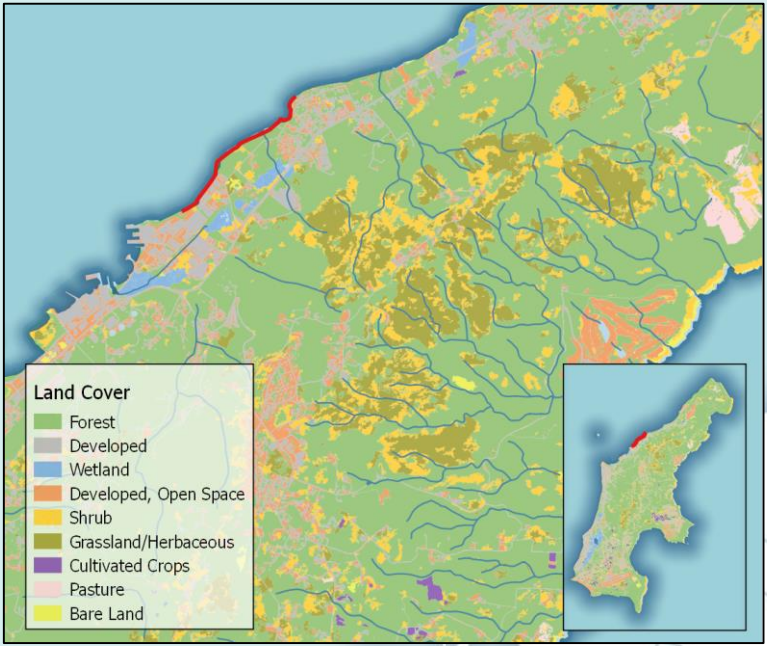 Land Cover
Forest
Developed
Wetland
Developed, Open Space
Shrub
Grassland/Herbaceous
Cultivated Crops
Pasture
Bare Land